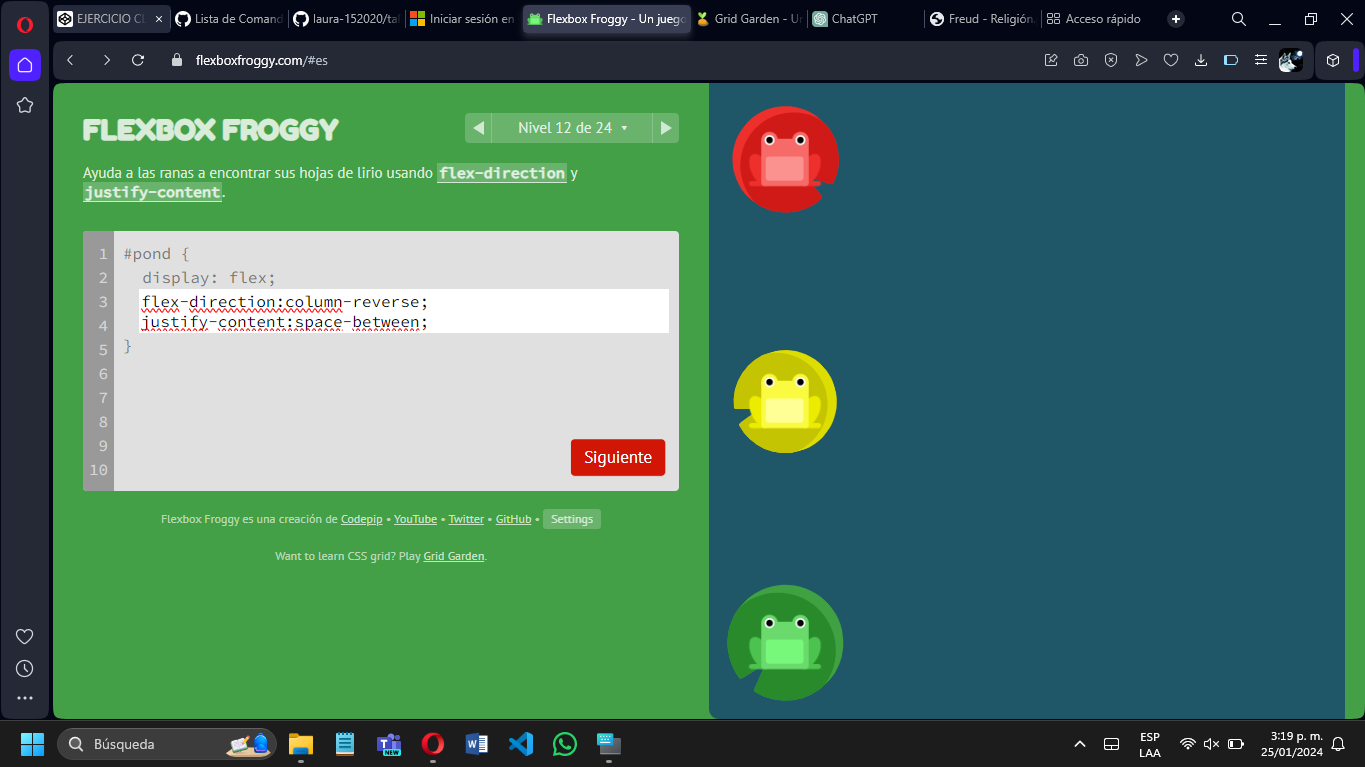 EJERCICIO CL
Lista de Comand
laura-152020/tal
Iniciar sesión en
Flexbox Froggy - Un juego
Grid Garden - Un
ChatGPT
Freud - Religión.
Acceso rápido
flexboxfroggy.com/#es
FLEXBOX FROGGY
Nivel 12 de 24
Ayuda a las ranas a encontrar sus hojas de lirio usando flex-direction y
justify-content.
1 #pond {
2 display: flex;
3 flex-direction:column-reverse;
4 justify-content:space-between;
5 }
6
7
8
9
10
Siguiente
Flexbox Froggy es una creación de Codepip • YouTube • Twitter • GitHub • Settings
Want to learn CSS grid? Play Grid Garden.
Búsqueda
NEW
ESP
LAA
3:19 p. m.
25/01/2024